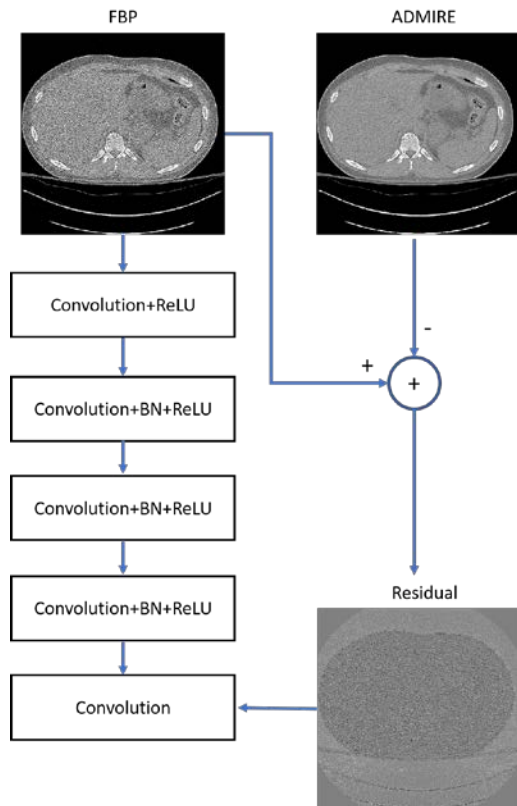 FBP
ADMIRE
Convolution+ReLU
-
+
+
Convolution+BN+ReLU
Convolution+BN+ReLU
Convolution+BN+ReLU
Residual
Convolution